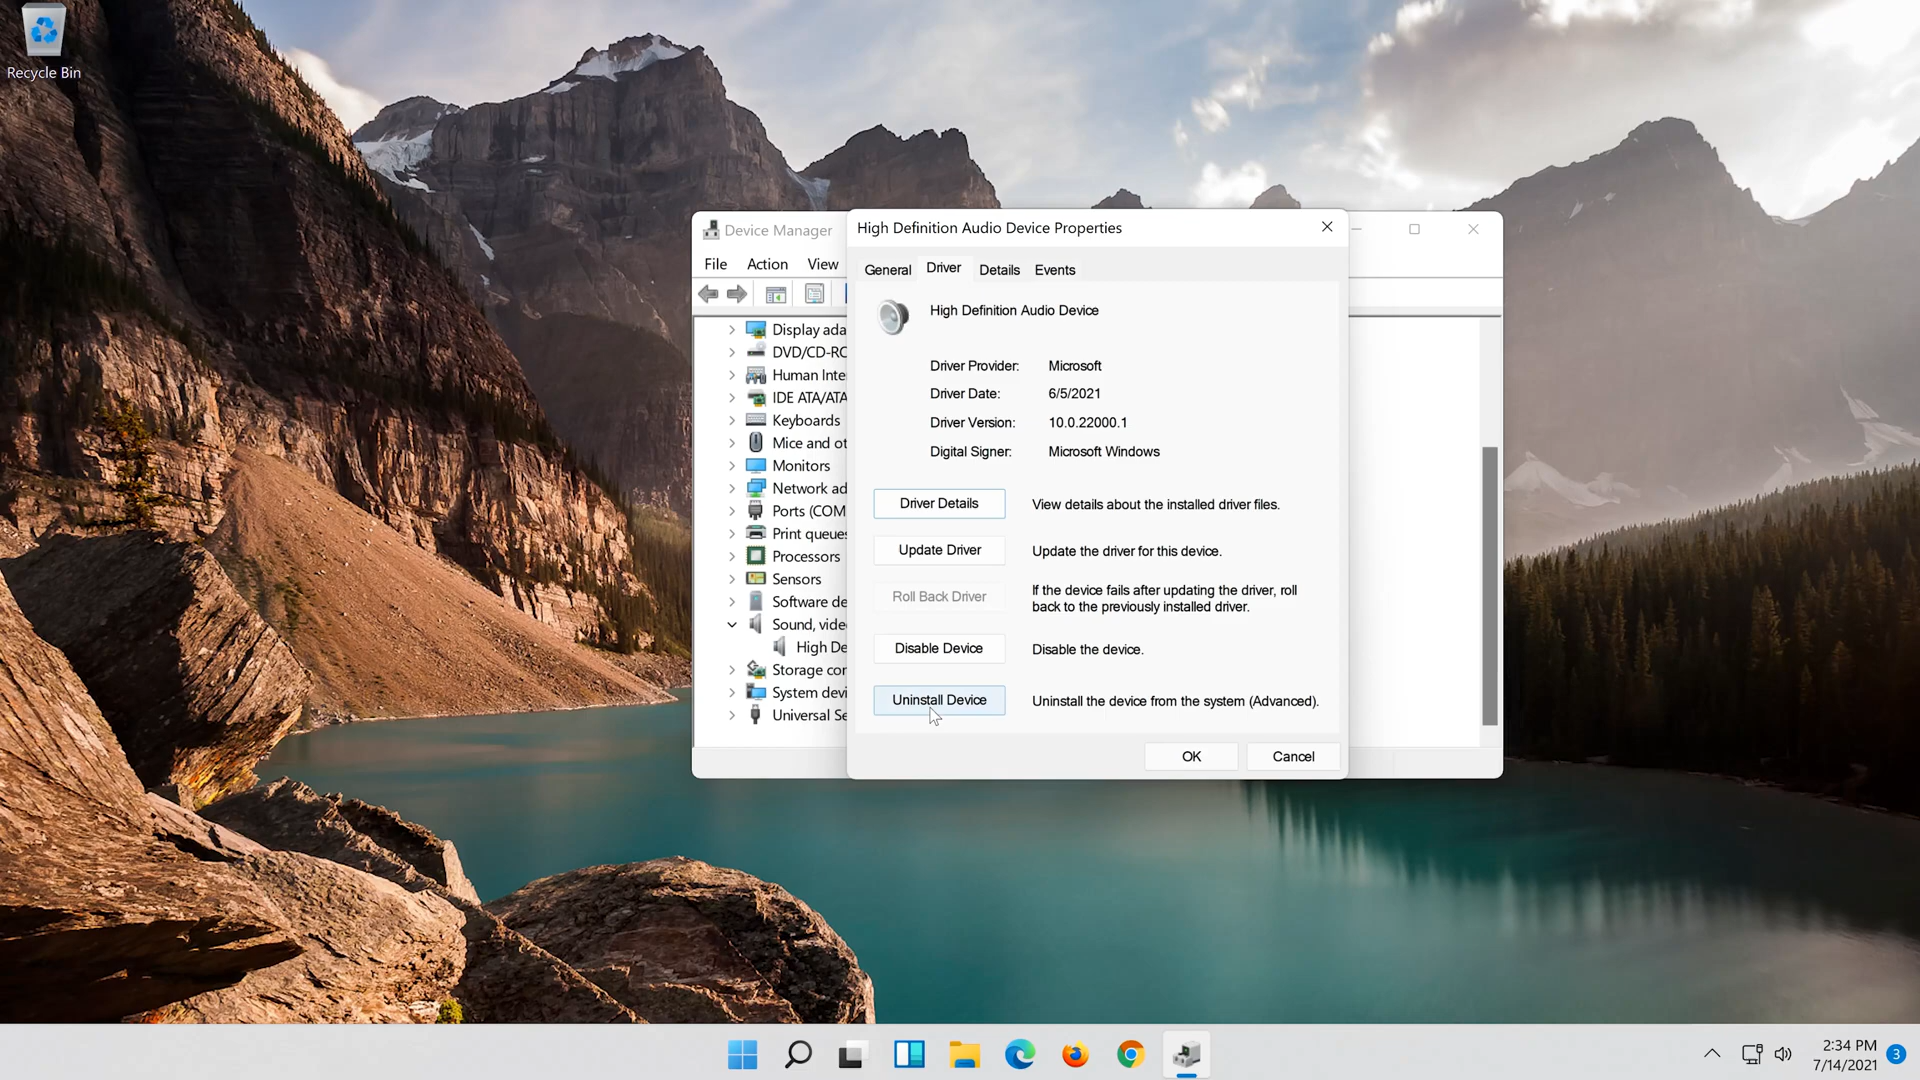 Recycle Bin
Device Manager
File Action View
Display ada
DVD/CD-RC
Human Inte
IDE ATA/ATA
Keyboards
Mice and ot
Monitors
Network ad
Ports (COM
Print queues
Processors
Sensors
Software de
Sound, vide
High De
Storage cor
System devi
Universal Se
High Definition Audio Device Properties
General Driver Details Events
High Definition Audio Device
Driver Provider: Microsoft
Driver Date: 6/5/2021
Driver Version: 10.0.22000.1
Digital Signer: Microsoft Windows
Driver Details View details about the installed driver files.
Update Driver Update the driver for this device.
Roll Back Driver If the device fails after updating the driver, roll
back to the previously installed driver.
Disable Device Disable the device.
Uninstall Device Uninstall the device from the system (Advanced).
OK Cancel
2:34 PM
7/14/2021
3